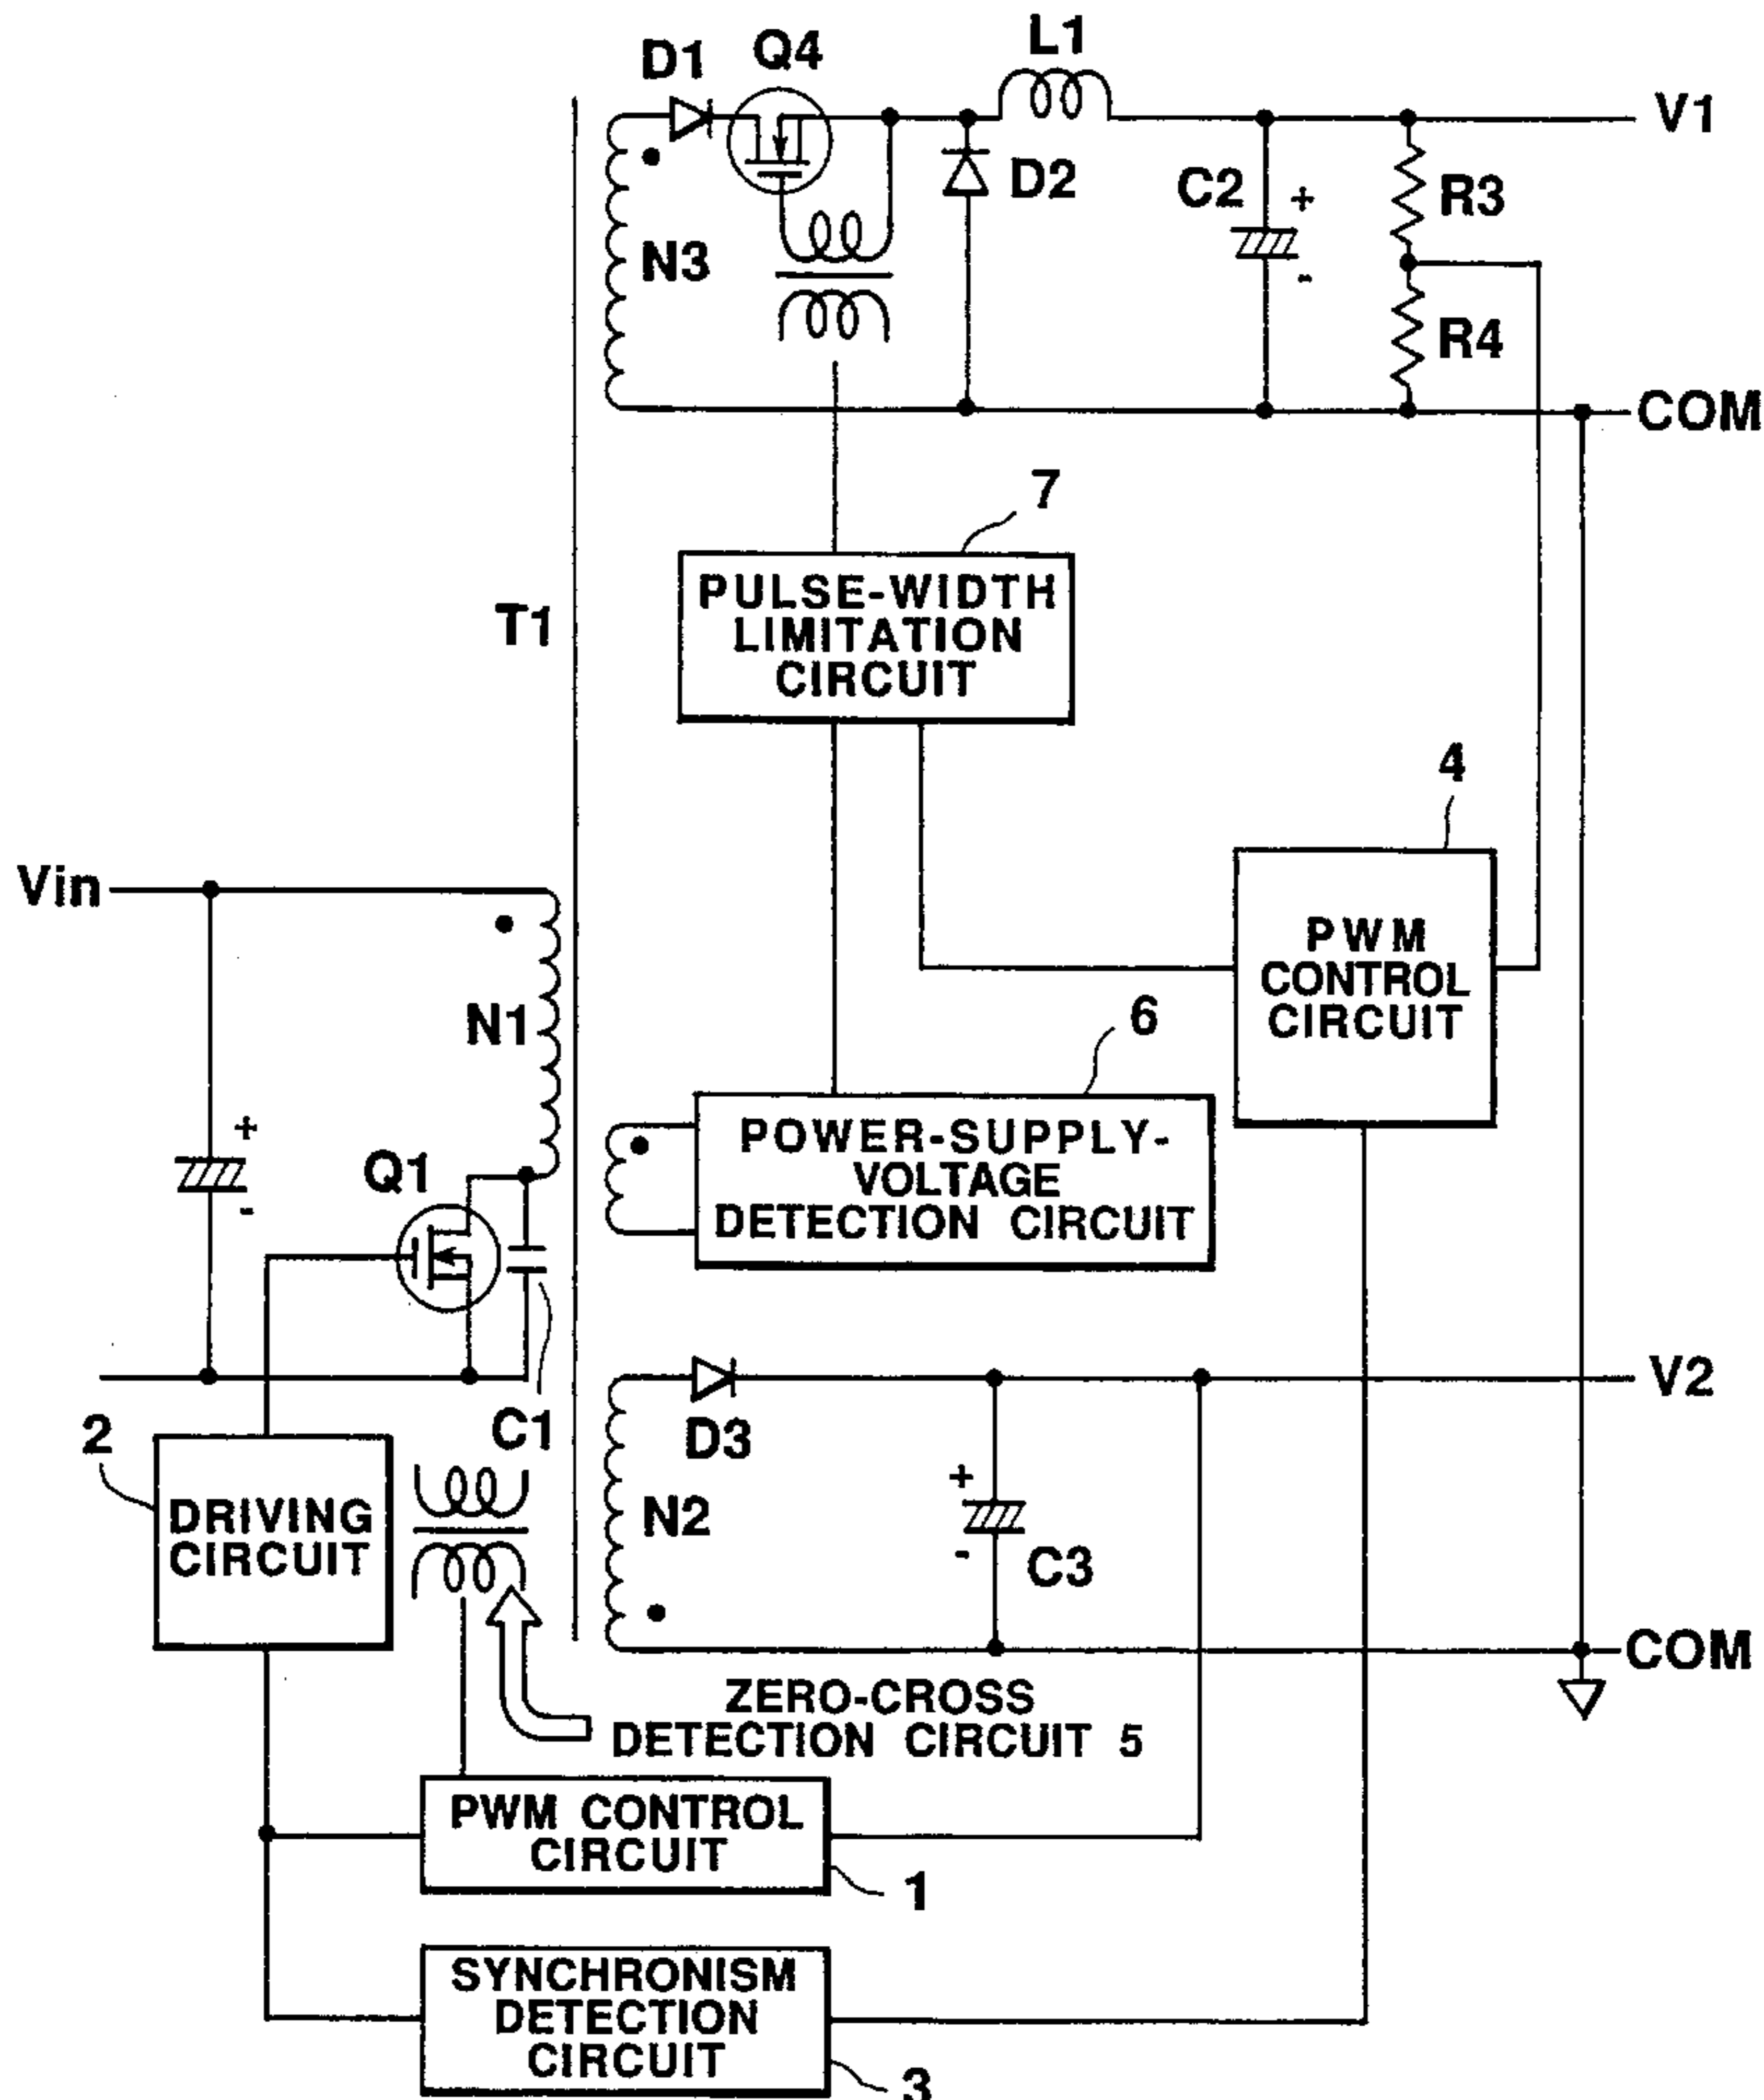 L1
D1
Q4
V1
D2
C2
+
-
R3
N3
R4
COM
7
PULSE-WIDTH
LIMITATION
CIRCUIT
T1
4
Vin
PWM
CONTROL
CIRCUIT
N1
6
+
-
Q1
POWER-SUPPLY-
VOLTAGE
DETECTION CIRCUIT
V2
D3
2
C1
DRIVING
CIRCUIT
N2
+
-
C3
COM
ZERO-CROSS
DETECTION CIRCUIT 5
PWM CONTROL
CIRCUIT
1
SYNCHRONISM
DETECTION
CIRCUIT
3